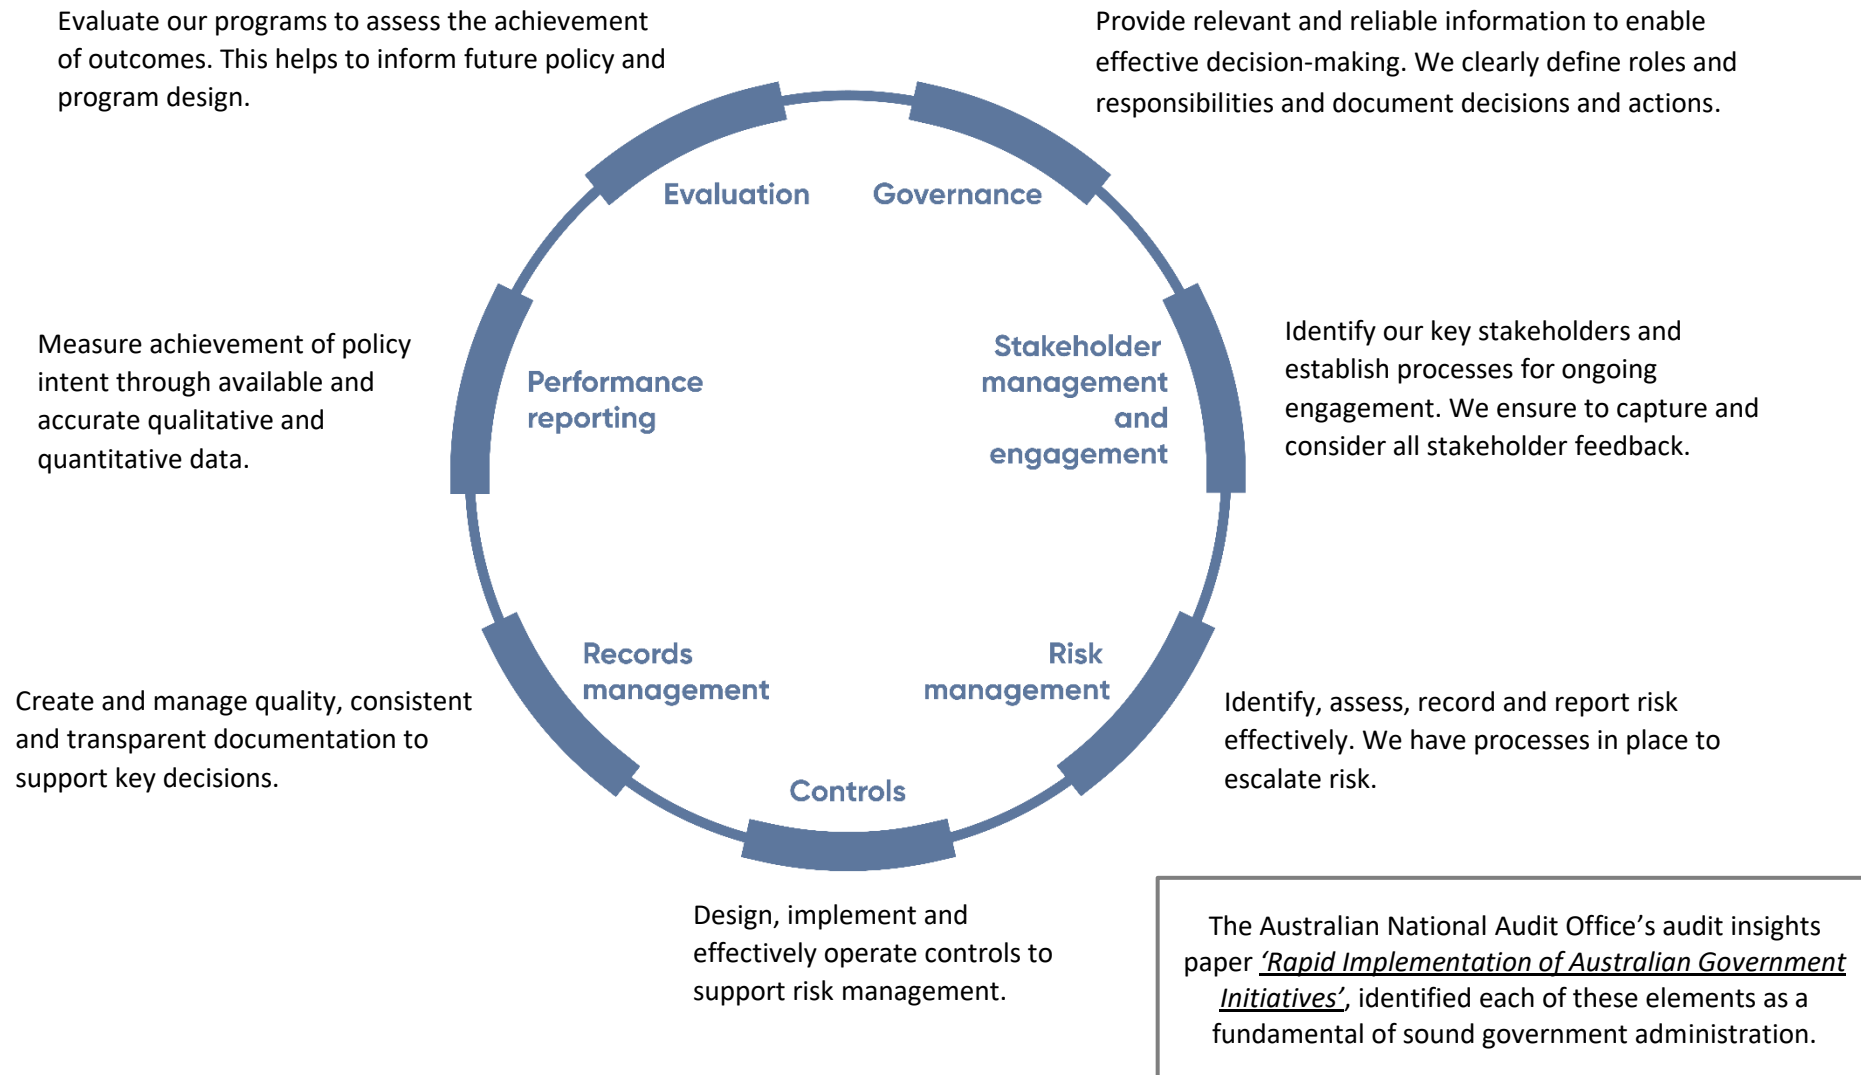 Evaluate our programs to assess the achievement
of outcomes. This helps to inform future policy and
program design.
Provide relevant and reliable information to enable
effective decision-making. We clearly define roles and
responsibilities and document decisions and actions.
Evaluation
Governance
Measure achievement of policy
intent through available and
accurate qualitative and
quantitative data.
Performance
reporting
Stakeholder
management
and
engagement
Identify our key stakeholders and
establish processes for ongoing
engagement. We ensure to capture and
consider all stakeholder feedback.
Records
management
Risk
management
Create and manage quality, consistent
and transparent documentation to
support key decisions.
Identify, assess, record and report risk
effectively. We have processes in place to
escalate risk.
Controls
Design, implement and
effectively operate controls to
support risk management.
The Australian National Audit Office’s audit insights
paper ‘Rapid Implementation of Australian Government
Initiatives’, identified each of these elements as a
fundamental of sound government administration.